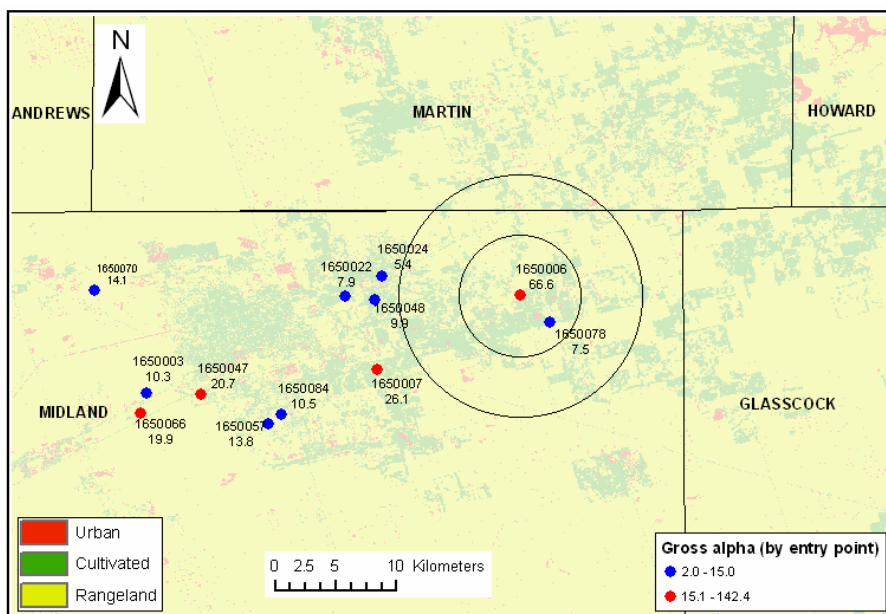 N
ANDREWS
MARTIN
HOWARD
1650070
14.1
1650022
7.9
1650024
5.4
1650048
9.9
1650006
66.6
1650078
7.5
1650003
10.3
1650047
20.7
1650007
26.1
1650084
10.5
1650057
13.8
MIDLAND
1650066
19.9
GLASSCOCK
Urban
Cultivated
Rangeland
0 2.5 5 10 Kilometers
Gross alpha (by entry point)
2.0 - 15.0
15.1 - 142.4